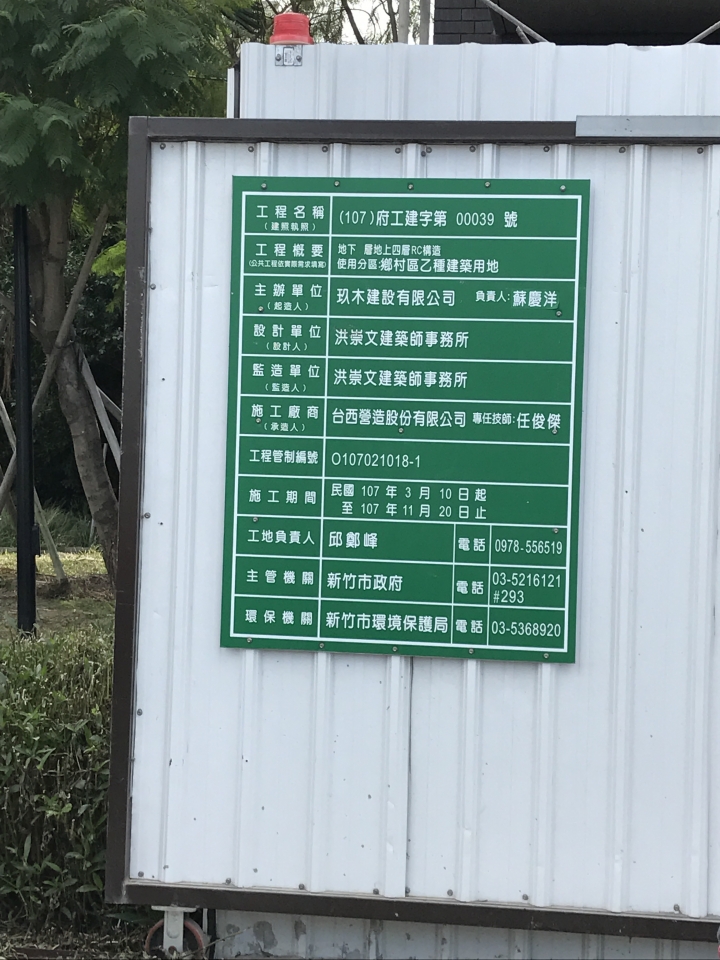 工程名稱 (107)府工建字第 00039 號
(建照執照)
工程概要 地下 層地上四層RC構造
(公共工程依實際需求填寫) 使用分區:鄉村區乙種建築用地
主辦單位 玖木建設有限公司 負責人:蘇慶洋
(起造人)
設計單位 洪崇文建築師事務所
(設計人)
監造單位 洪崇文建築師事務所
(監造人)
施工廠商 台西營造股份有限公司 專任技師:任俊傑
(承造人)
工程管制編號 O107021018-1
施工期間 民國 107 年 3 月 10 日起
至 107 年 11 月 20 日止
工地負責人 邱鄭峰 電話 0978-556519
主管機關 新竹市政府 電話 03-5216121
#293
環保機關 新竹市環境保護局 電話 03-5368920